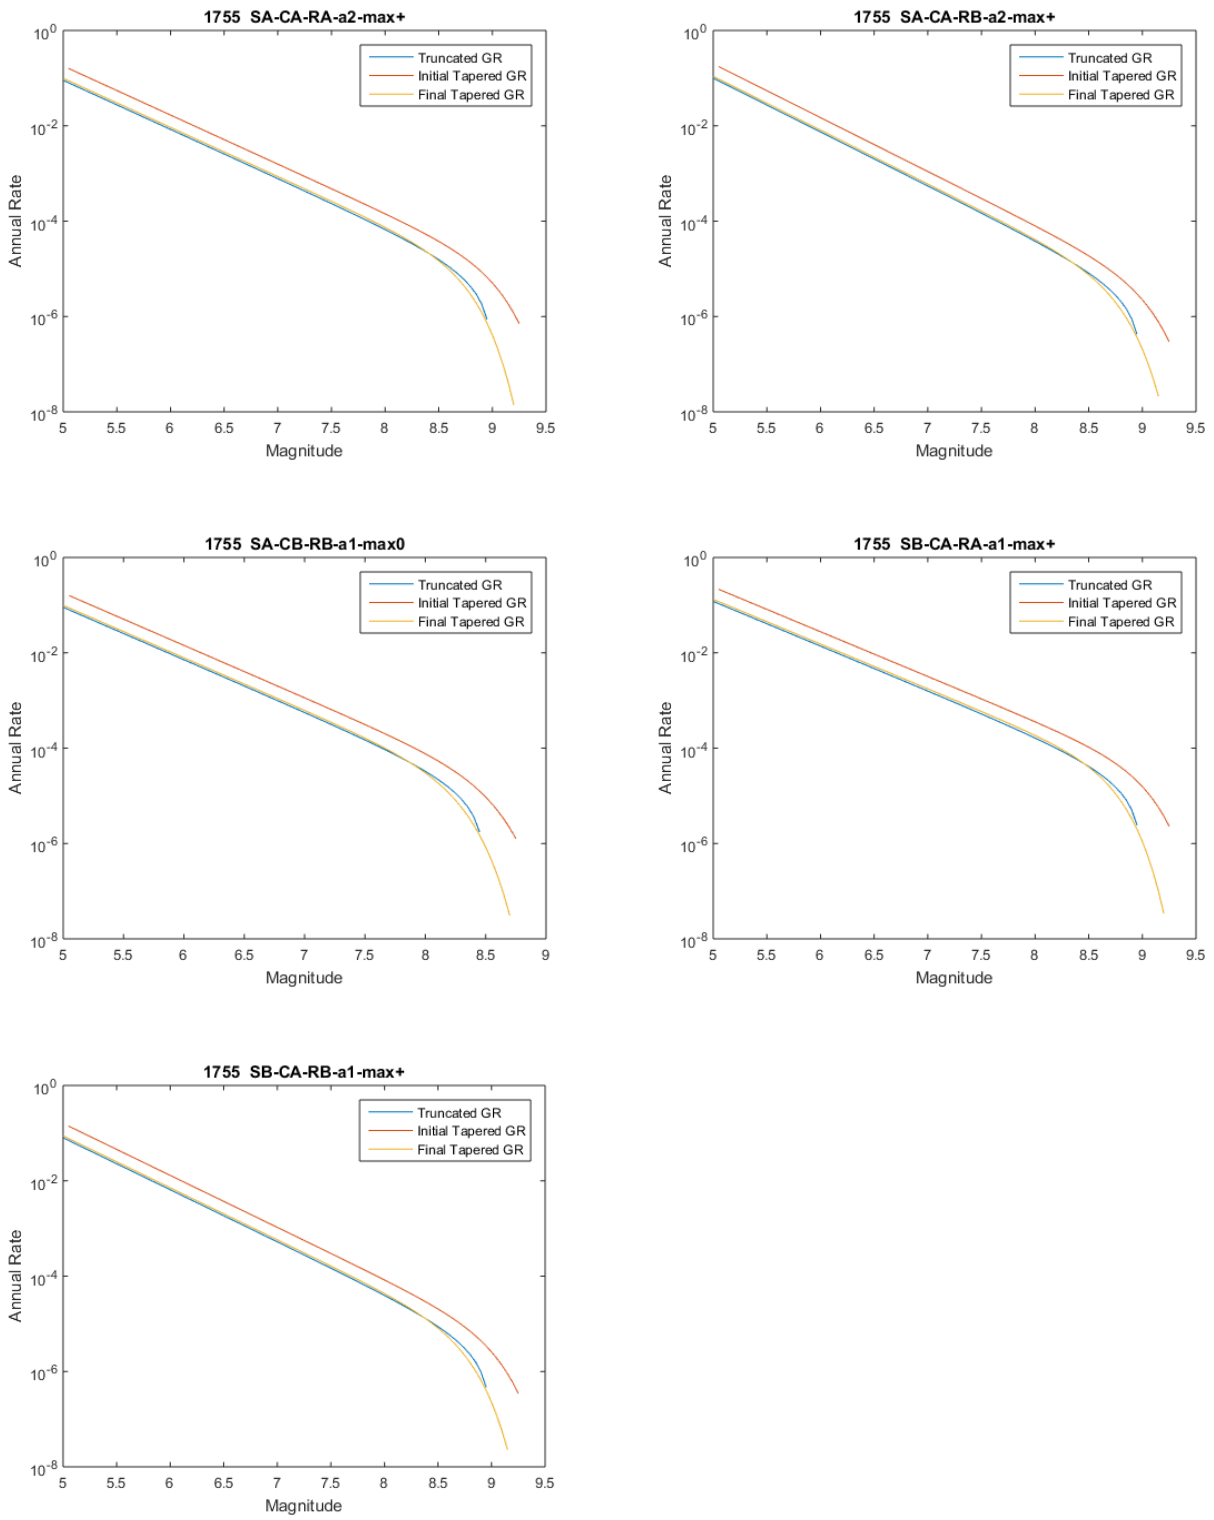 1755 SA-CA-RA-a2-max+
Truncated GR
Initial Tapered GR
Final Tapered GR
10^0
10^-2
10^-4
10^-6
10^-8
Annual Rate
5 5.5 6 6.5 7 7.5 8 8.5 9 9.5
Magnitude
1755 SA-CA-RB-a2-max+
Truncated GR
Initial Tapered GR
Final Tapered GR
10^0
10^-2
10^-4
10^-6
10^-8
Annual Rate
5 5.5 6 6.5 7 7.5 8 8.5 9 9.5
Magnitude
1755 SA-CB-RB-a1-max0
Truncated GR
Initial Tapered GR
Final Tapered GR
10^0
10^-2
10^-4
10^-6
10^-8
Annual Rate
5 5.5 6 6.5 7 7.5 8 8.5 9
Magnitude
1755 SB-CA-RA-a1-max+
Truncated GR
Initial Tapered GR
Final Tapered GR
10^0
10^-2
10^-4
10^-6
10^-8
Annual Rate
5 5.5 6 6.5 7 7.5 8 8.5 9 9.5
Magnitude
1755 SB-CA-RB-a1-max+
Truncated GR
Initial Tapered GR
Final Tapered GR
10^0
10^-2
10^-4
10^-6
10^-8
Annual Rate
5 5.5 6 6.5 7 7.5 8 8.5 9 9.5
Magnitude